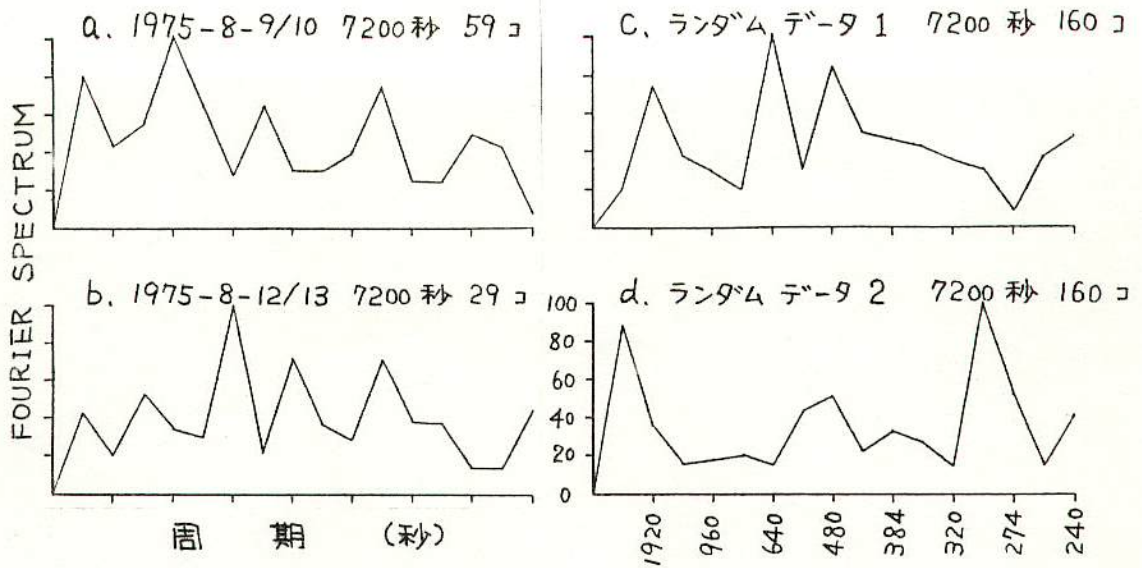 a. 1975-8-9/10 7200秒 59コ
c. ランダム データ 1 7200秒 160コ
FOURIER SPECTRUM
b. 1975-8-12/13 7200秒 29コ
d. ランダム データ 2 7200秒 160コ
100
80
60
40
20
0
周期 (秒)
1920 960 640 480 384 320 274 240